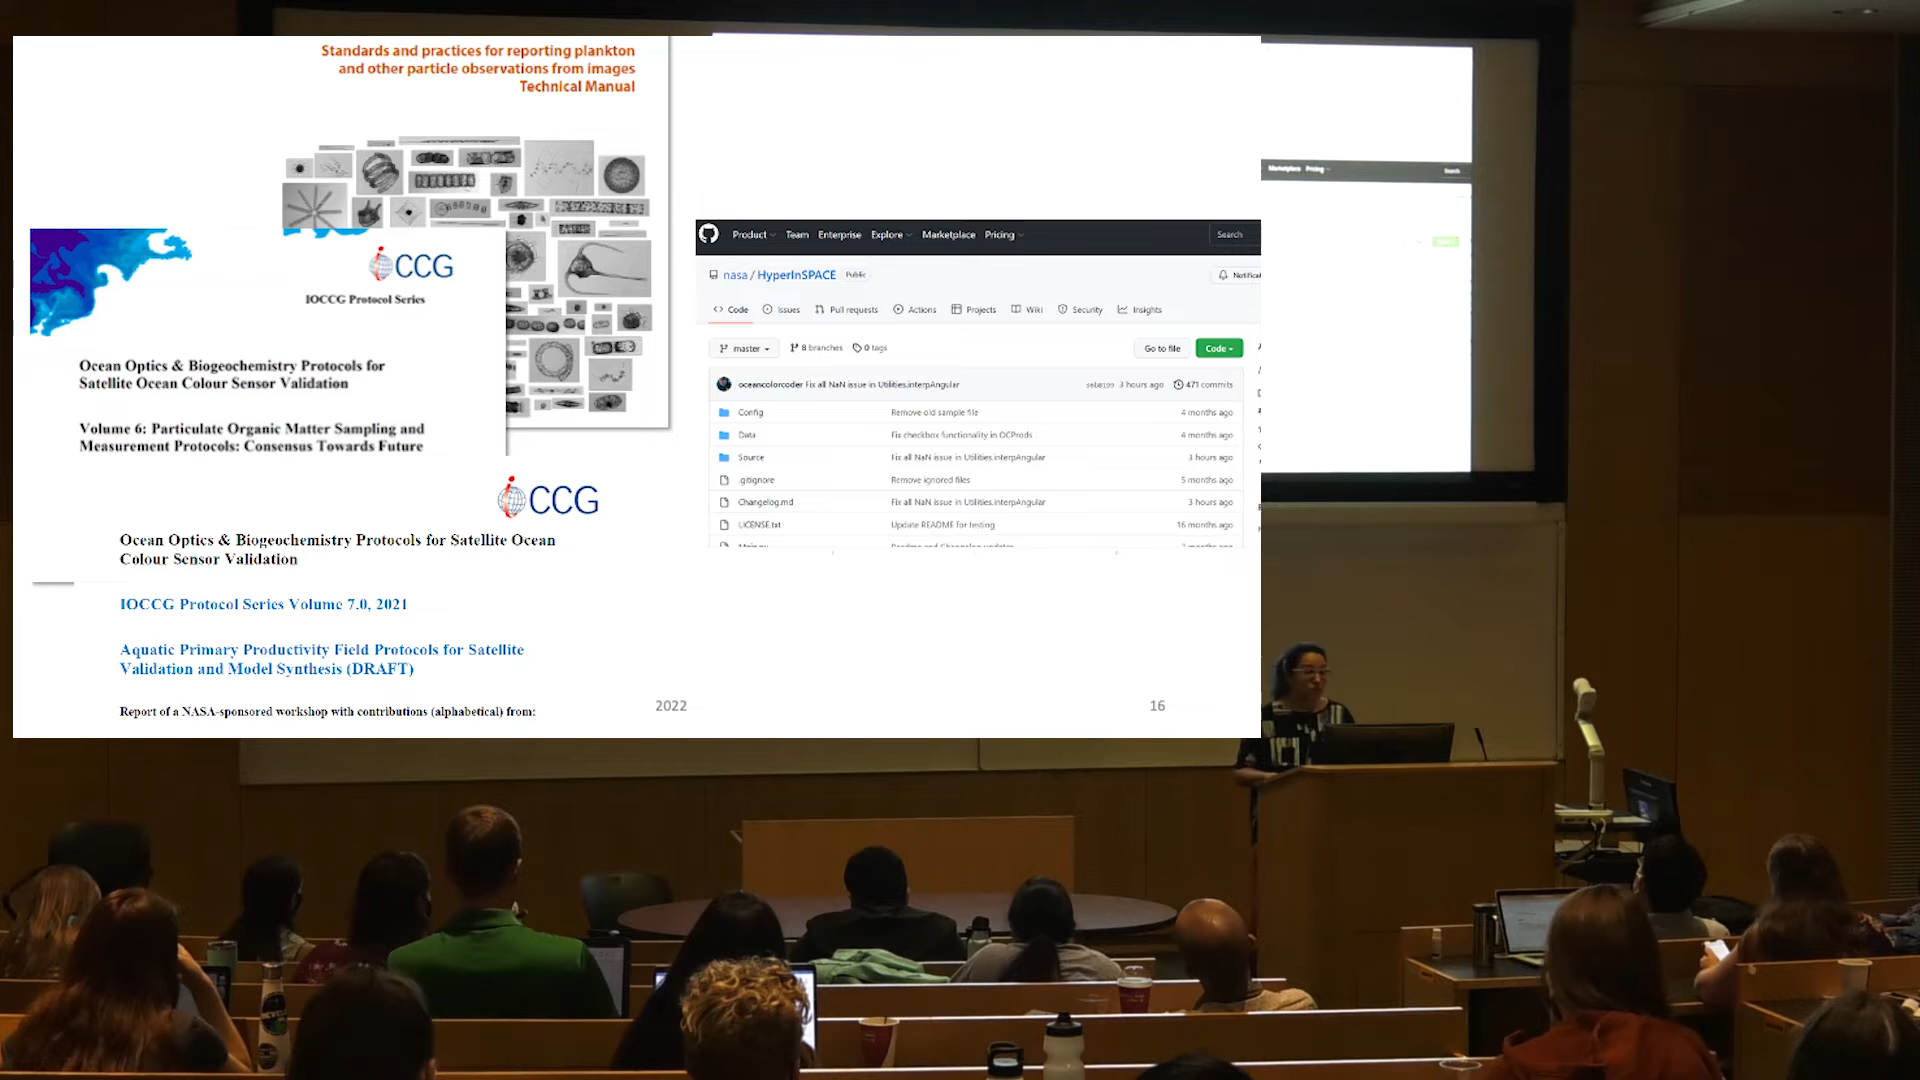 Standards and practices for reporting plankton
and other particle observations from images
Technical Manual
iCCG
IOCCG Protocol Series
Ocean Optics & Biogeochemistry Protocols for
Satellite Ocean Colour Sensor Validation
Volume 6: Particulate Organic Matter Sampling and
Measurement Protocols: Consensus Towards Future
iCCG
Ocean Optics & Biogeochemistry Protocols for Satellite Ocean
Colour Sensor Validation
IOCCG Protocol Series Volume 7.0, 2021
Aquatic Primary Productivity Field Protocols for Satellite
Validation and Model Synthesis (DRAFT)
Report of a NASA-sponsored workshop with contributions (alphabetical) from:
2022
16
Product Team Enterprise Explore Marketplace Pricing Search
nasa / HyperInSPACE Public
Code Issues Pull requests Actions Projects Wiki Security Insights
master 8 branches 0 tags Go to file Code
oceancolorcoder Fix all NaN issue in Utilities.interpAngular 3 hours ago 471 commits
Config Remove old sample file 4 months ago
Data Fix checkbox functionality in OCProds 4 months ago
Source Fix all NaN issue in Utilities.interpAngular 3 hours ago
.gitignore Remove ignored files 5 months ago
Changelog.md Fix all NaN issue in Utilities.interpAngular 3 hours ago
LICENSE.txt Update README for testing 16 months ago
Marketplace Pricing Search